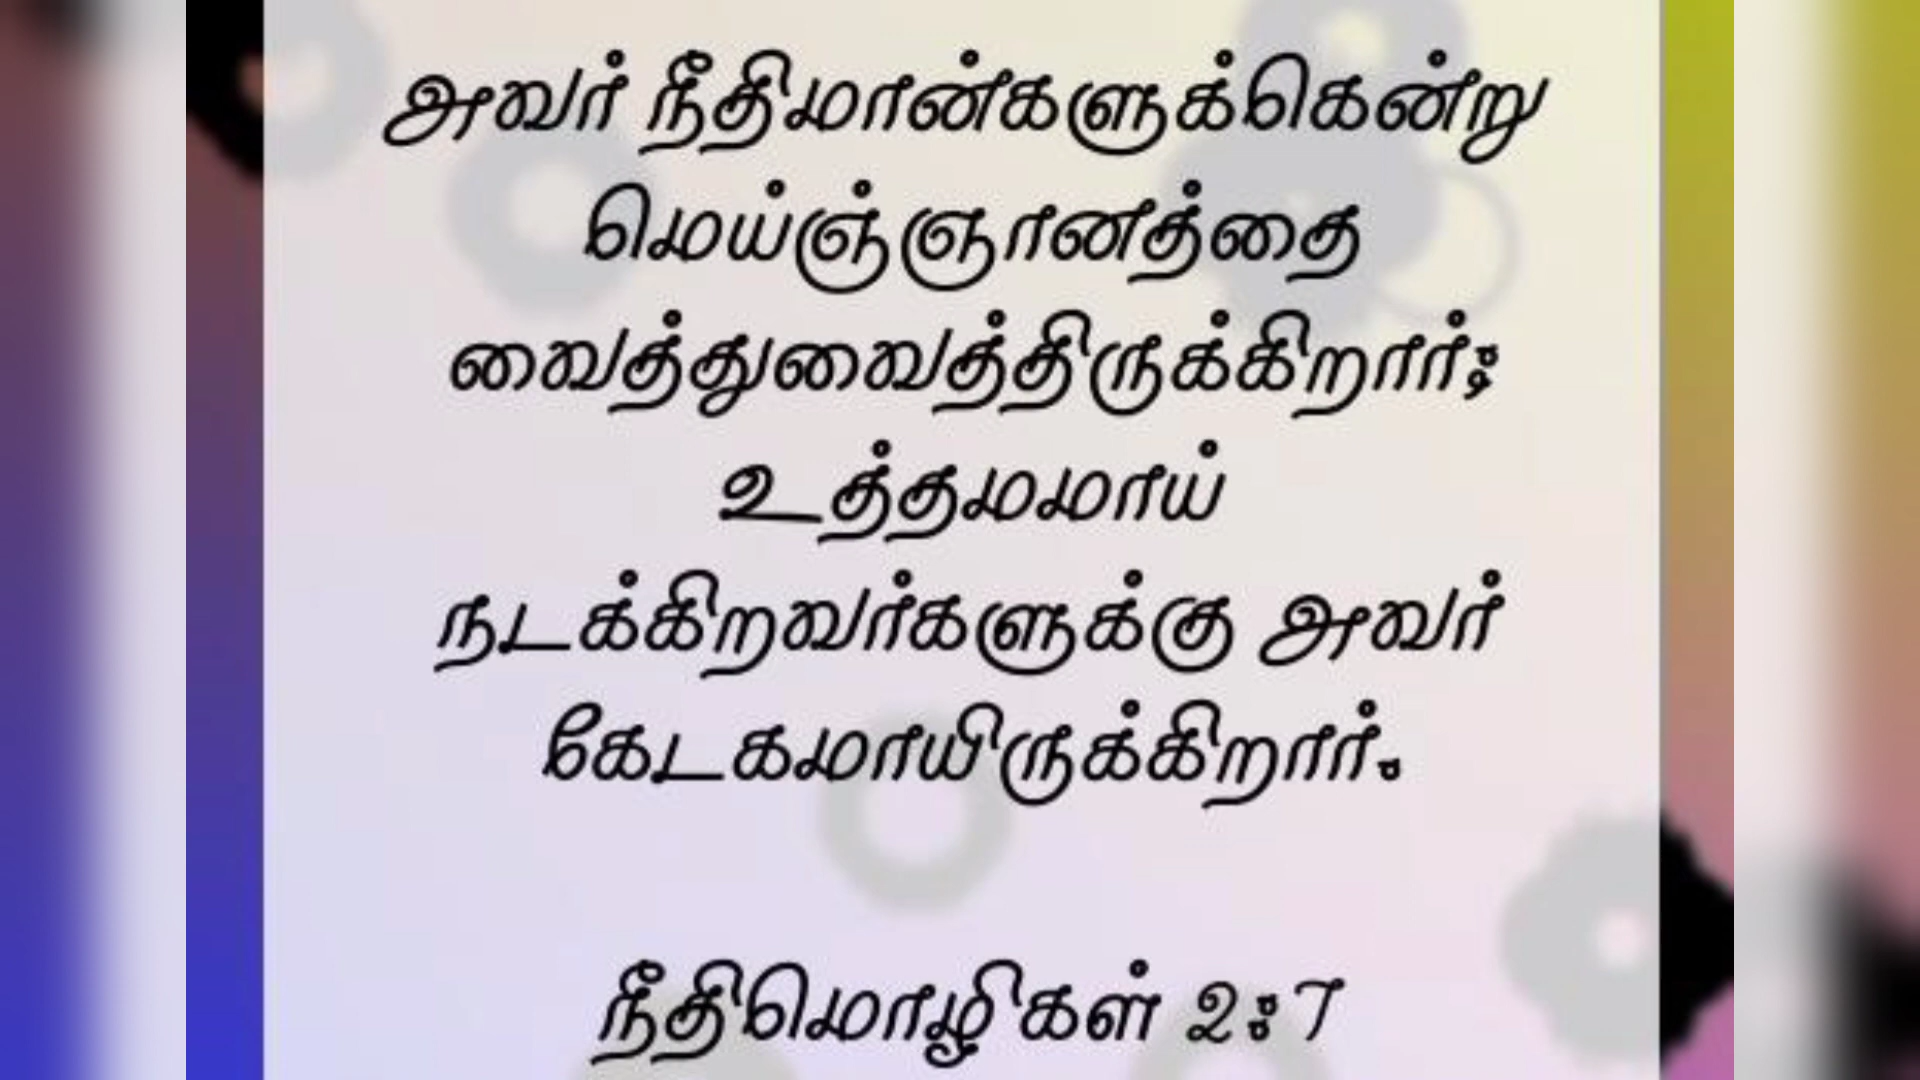 அவர் நீதிமான்களுக்கென்று
மெய்ஞ்ஞானத்தை
வைத்துவைத்திருக்கிறார்;
உத்தமமாய்
நடக்கிறவர்களுக்கு அவர்
கேடகமாயிருக்கிறார்.
நீதிமொழிகள் 2:7